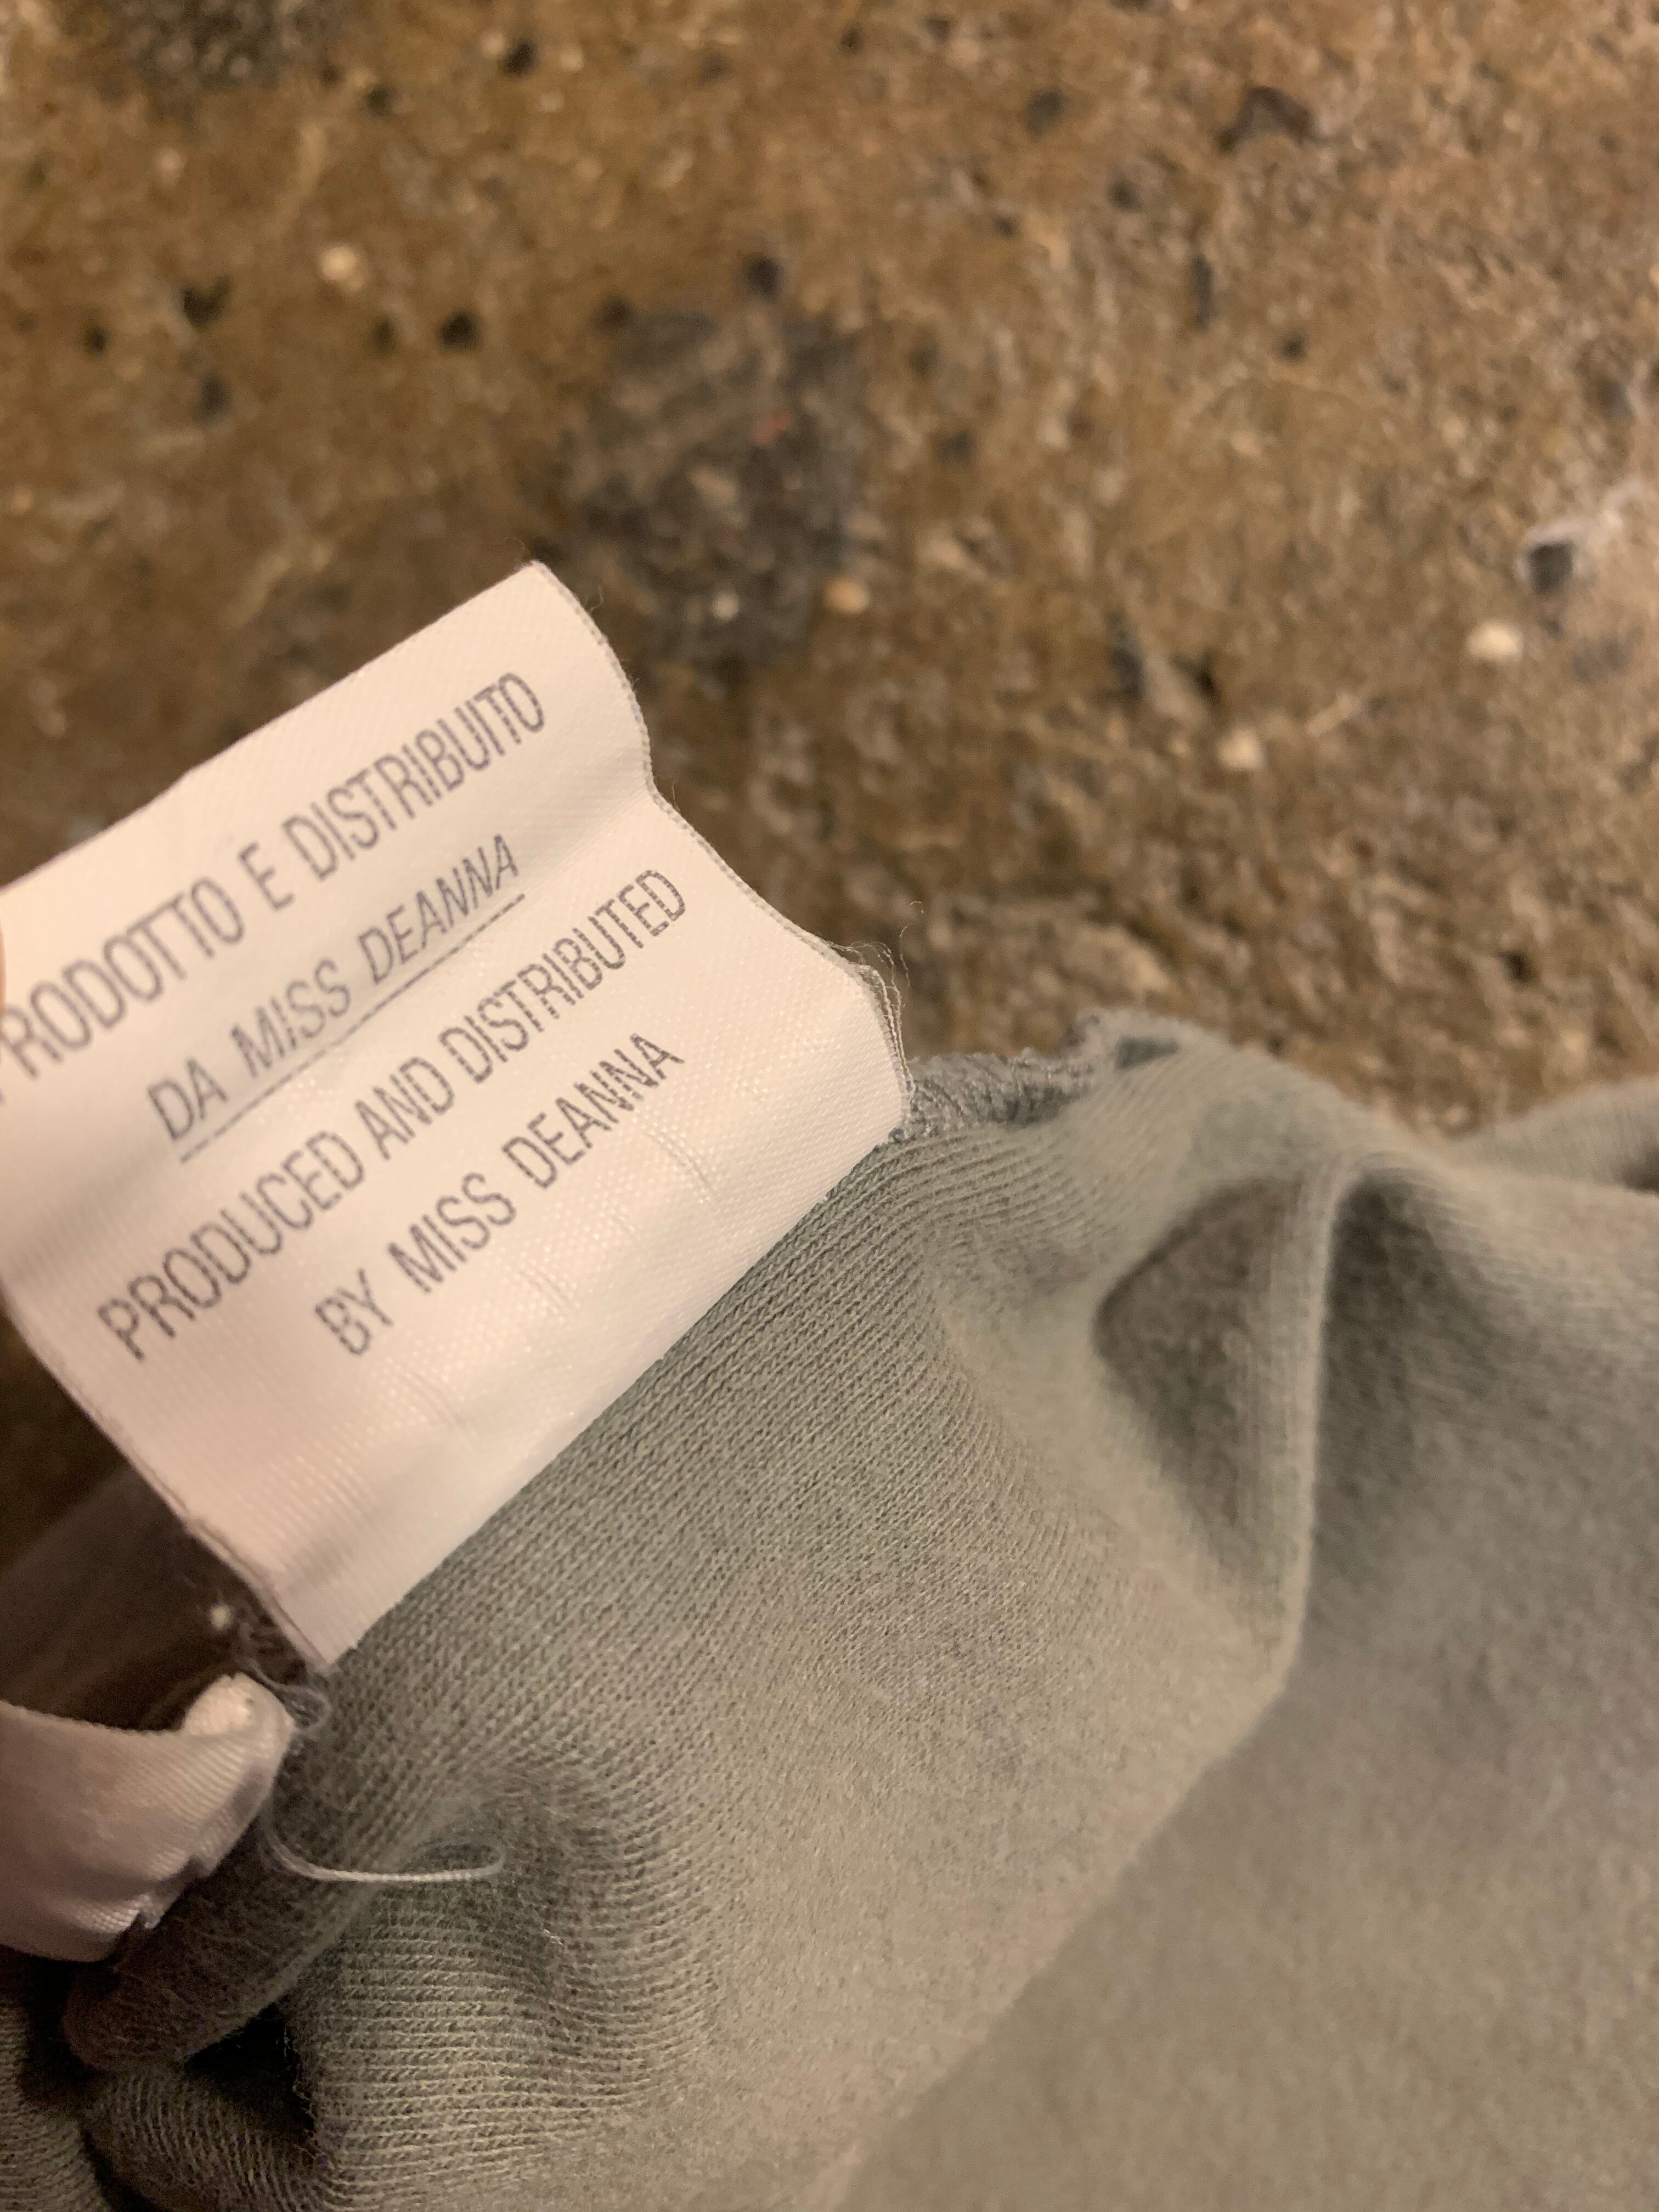 PRODOTTO E DISTRIBUITO
DA MISS DEANNA
PRODUCED AND DISTRIBUTED
BY MISS DEANNA